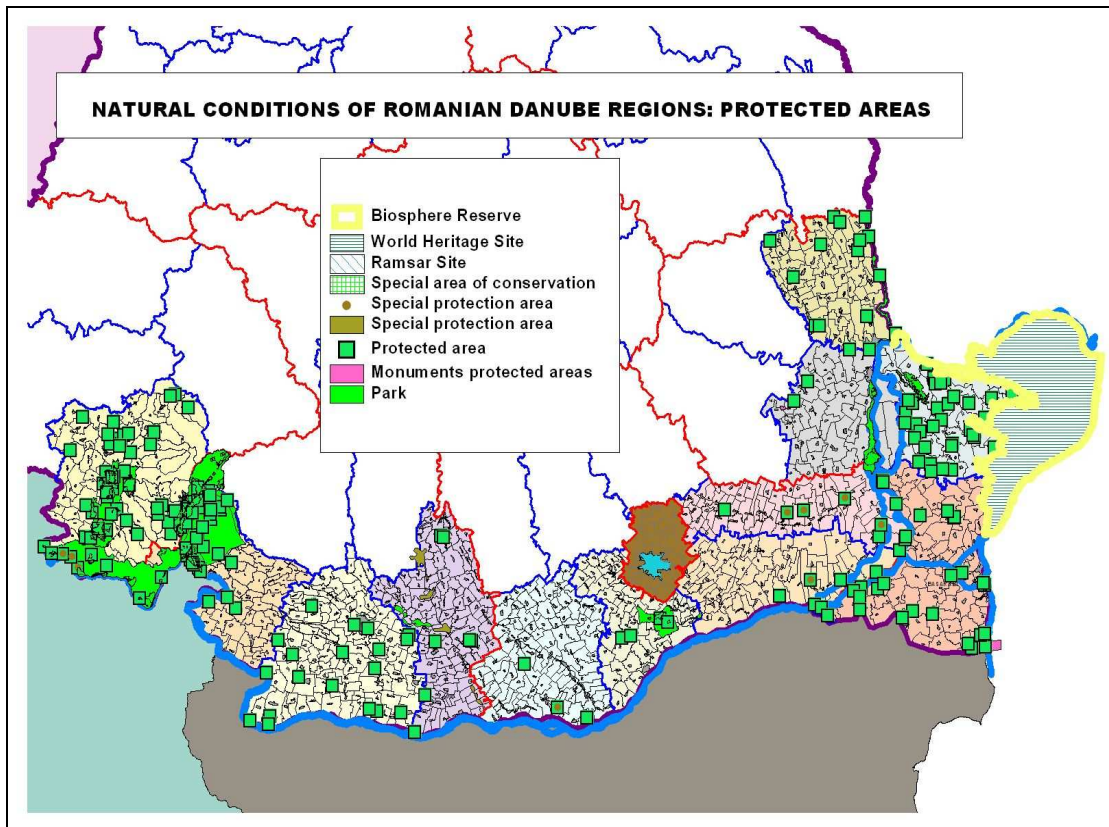 NATURAL CONDITIONS OF ROMANIAN DANUBE REGIONS: PROTECTED AREAS
Biosphere Reserve
World Heritage Site
Ramsar Site
Special area of conservation
Special protection area
Special protection area
Protected area
Monuments protected areas
Park